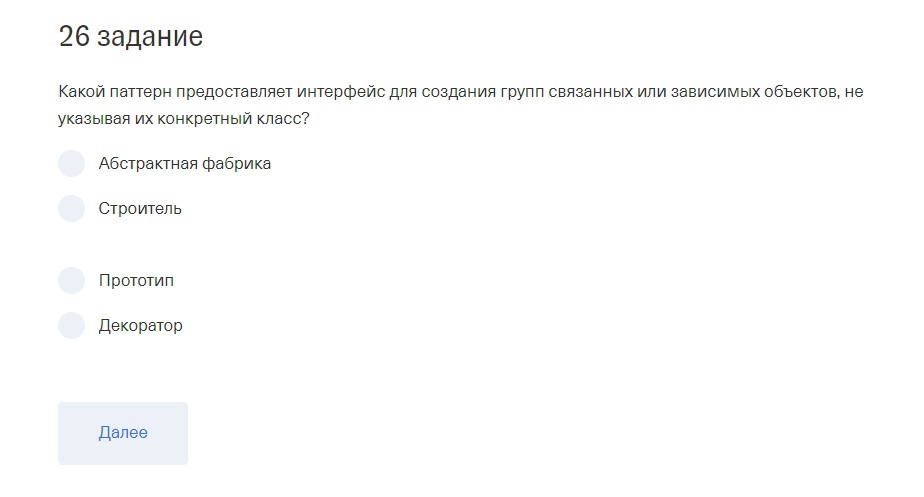 26 задание
Какой паттерн предоставляет интерфейс для создания групп связанных или зависимых объектов, не
указывая их конкретный класс?
Абстрактная фабрика
Строитель
Прототип
Декоратор
Далее